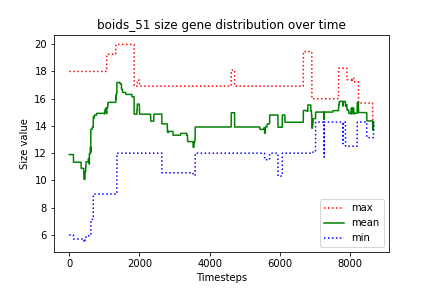 boids_51 size gene distribution over time
Size value
20
18
16
14
12
10
8
6
0
2000
4000
6000
8000
Timesteps
max
mean
min